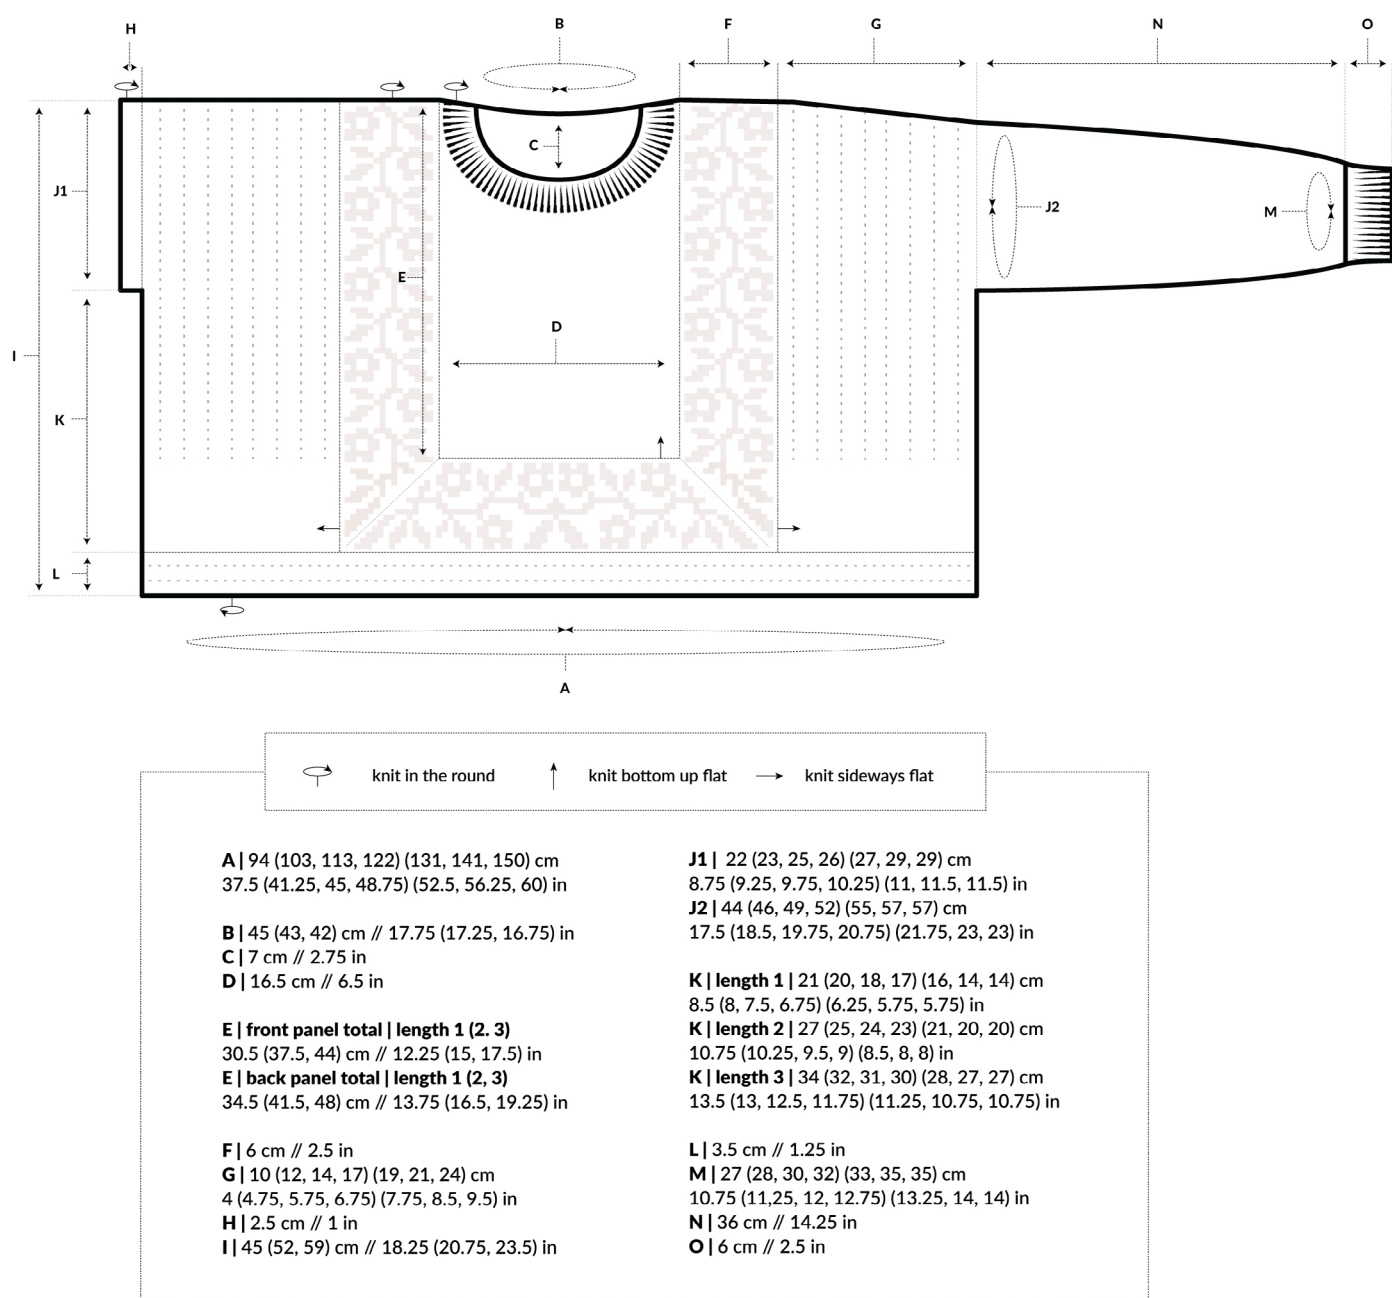 H
B
F
G
N
O
J1
C
J2
M
E
D
I
K
L
A
knit in the round
knit bottom up flat
knit sideways flat
A | 94 (103, 113, 122) (131, 141, 150) cm
37.5 (41.25, 45, 48.75) (52.5, 56.25, 60) in
B | 45 (43, 42) cm // 17.75 (17.25, 16.75) in
C | 7 cm // 2.75 in
D | 16.5 cm // 6.5 in
E | front panel total | length 1 (2. 3)
30.5 (37.5, 44) cm // 12.25 (15, 17.5) in
E | back panel total | length 1 (2, 3)
34.5 (41.5, 48) cm // 13.75 (16.5, 19.25) in
F | 6 cm // 2.5 in
G | 10 (12, 14, 17) (19, 21, 24) cm
4 (4.75, 5.75, 6.75) (7.75, 8.5, 9.5) in
H | 2.5 cm // 1 in
I | 45 (52, 59) cm // 18.25 (20.75, 23.5) in
J1 | 22 (23, 25, 26) (27, 29, 29) cm
8.75 (9.25, 9.75, 10.25) (11, 11.5, 11.5) in
J2 | 44 (46, 49, 52) (55, 57, 57) cm
17.5 (18.5, 19.75, 20.75) (21.75, 23, 23) in
K | length 1 | 21 (20, 18, 17) (16, 14, 14) cm
8.5 (8, 7.5, 6.75) (6.25, 5.75, 5.75) in
K | length 2 | 27 (25, 24, 23) (21, 20, 20) cm
10.75 (10.25, 9.5, 9) (8.5, 8, 8) in
K | length 3 | 34 (32, 31, 30) (28, 27, 27) cm
13.5 (13, 12.5, 11.75) (11.25, 10.75, 10.75) in
L | 3.5 cm // 1.25 in
M | 27 (28, 30, 32) (33, 35, 35) cm
10.75 (11,25, 12, 12.75) (13.25, 14, 14) in
N | 36 cm // 14.25 in
O | 6 cm // 2.5 in